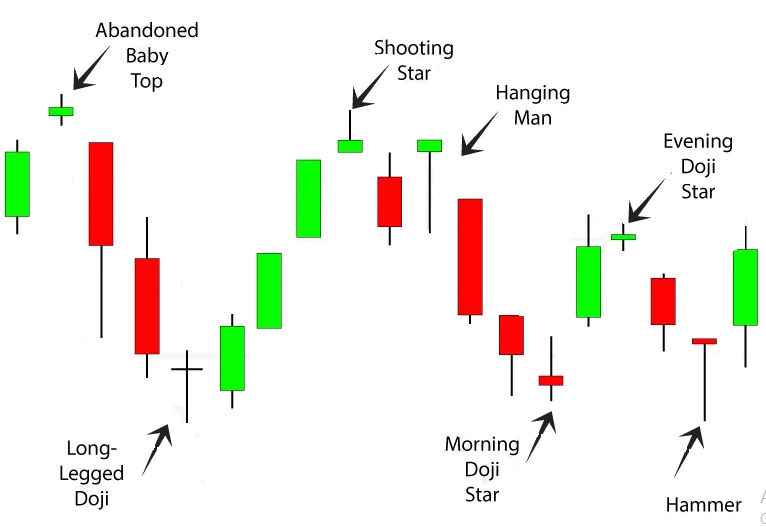 Abandoned
Baby
Top
Shooting
Star
Hanging
Man
Evening
Doji
Star
Long-
Legged
Doji
Morning
Doji
Star
Hammer